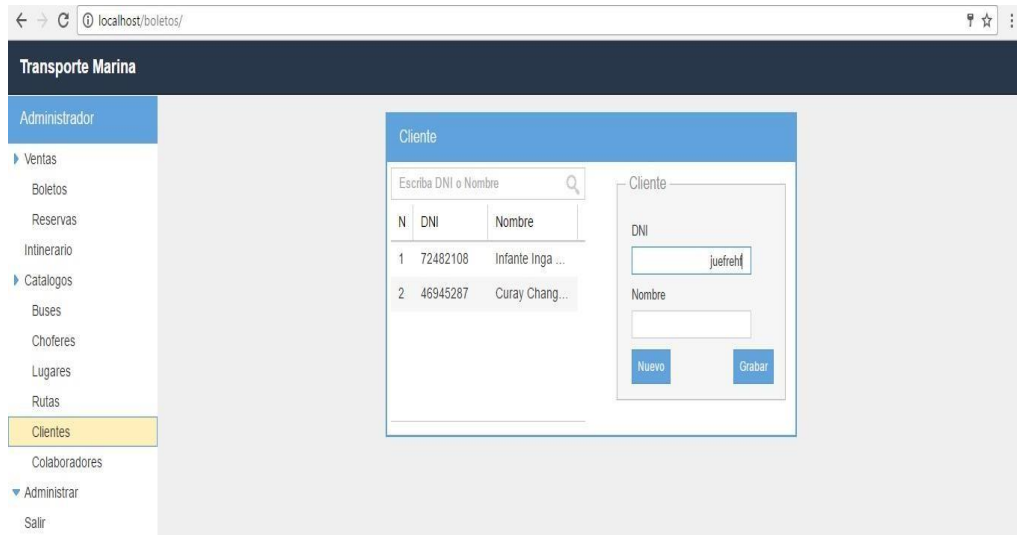 localhost/boletos/
Transporte Marina
Administrador
Ventas
Boletos
Reservas
Intinerario
Catalogos
Buses
Choferes
Lugares
Rutas
Clientes
Colaboradores
Administrar
Salir
Cliente
Escriba DNI o Nombre
N DNI Nombre
1 72482108 Infante Inga ...
2 46945287 Curay Chang...
Cliente
DNI
juefrehf
Nombre
Nuevo Grabar